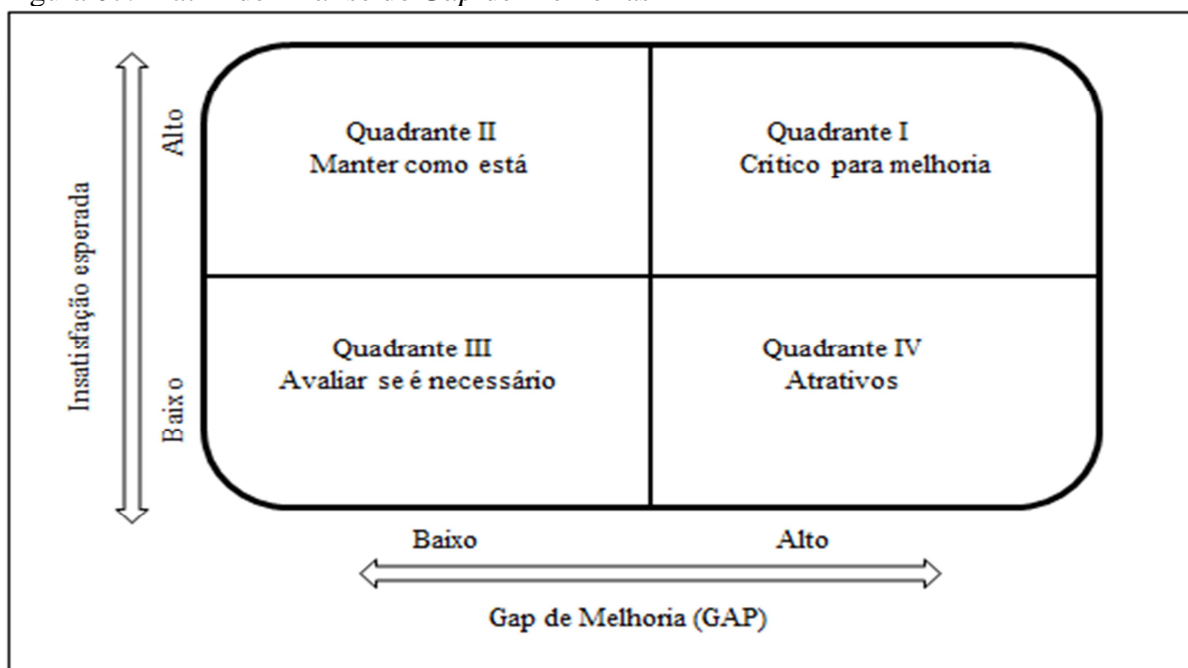 Quadrante II
Manter como está
Quadrante I
Critico para melhoria
Quadrante III
Avaliar se é necessário
Quadrante IV
Atrativos
Insatisfação esperada
Alto
Baixo
Baixo
Alto
Gap de Melhoria (GAP)